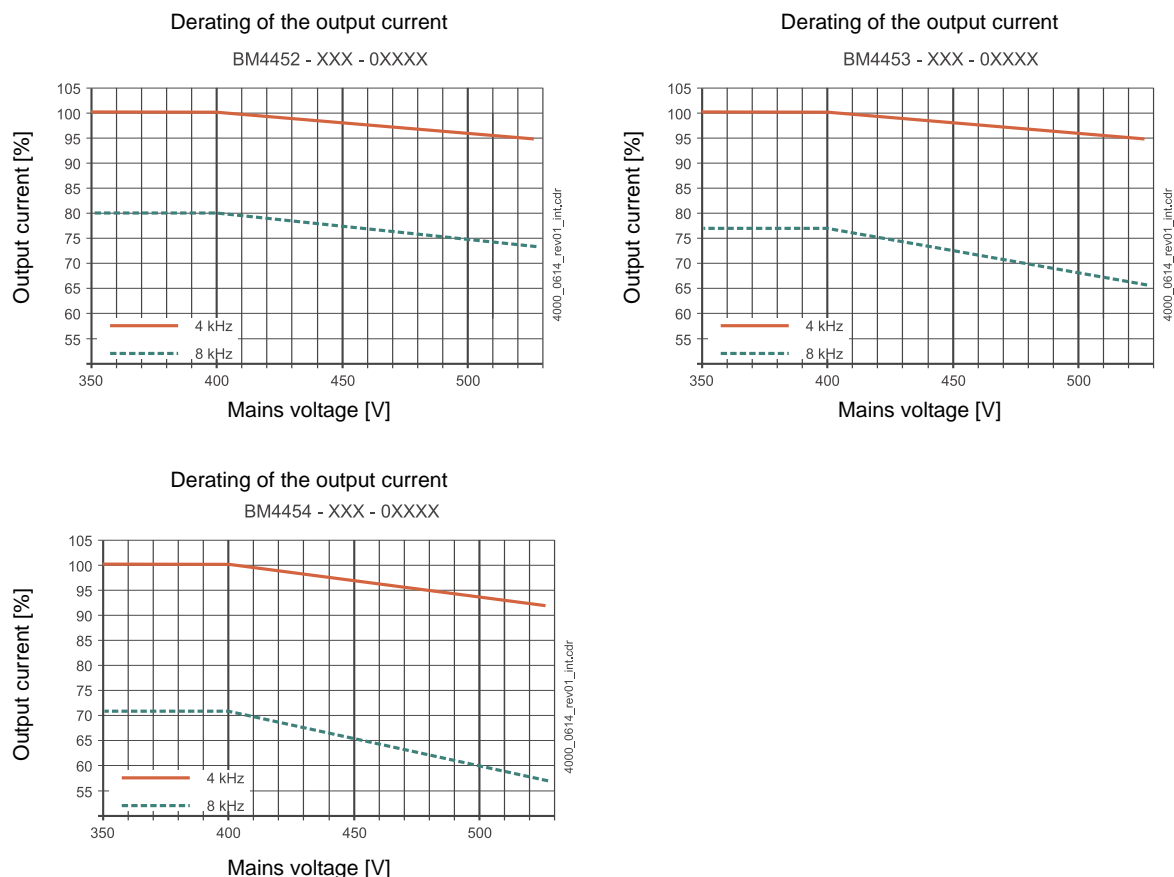 Derating of the output current
BM4452 - XXX - 0XXXX
105
100
95
90
85
80
75
70
65
60
55
Output current [%]
4 kHz
8 kHz
350
400
450
500
Mains voltage [V]
4000_0614_rev01_int.cdr
Derating of the output current
BM4453 - XXX - 0XXXX
105
100
95
90
85
80
75
70
65
60
55
Output current [%]
4 kHz
8 kHz
350
400
450
500
Mains voltage [V]
4000_0614_rev01_int.cdr
Derating of the output current
BM4454 - XXX - 0XXXX
105
100
95
90
85
80
75
70
65
60
55
Output current [%]
4 kHz
8 kHz
350
400
450
500
Mains voltage [V]
4000_0614_rev01_int.cdr